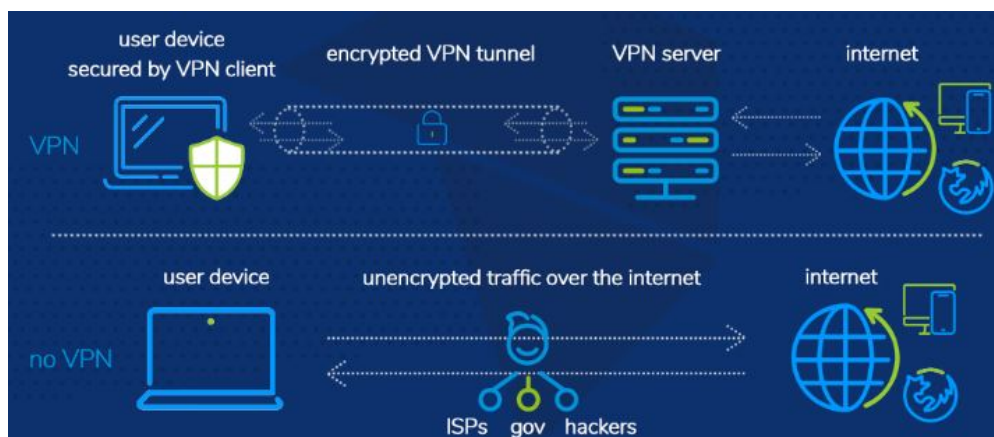 user device
secured by VPN client
encrypted VPN tunnel
VPN server
internet
VPN
user device
unencrypted traffic over the internet
internet
no VPN
ISPs gov hackers